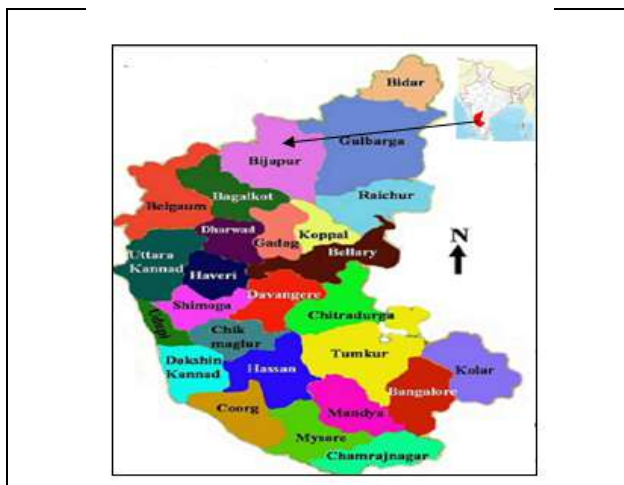 Bidar
Gulbarga
Bijapur
Raichur
Bagalkot
Belgaum
Dharwad
Gadag
Koppal
Bellary
N
Uttara
Kannad
Haveri
Davangere
Shimoga
Chitradurga
Udupi
Chik
maglur
Tumkur
Kolar
Dakshin
Kannad
Hassan
Bangalore
Coorg
Mandya
Mysore
Chamrajnagar